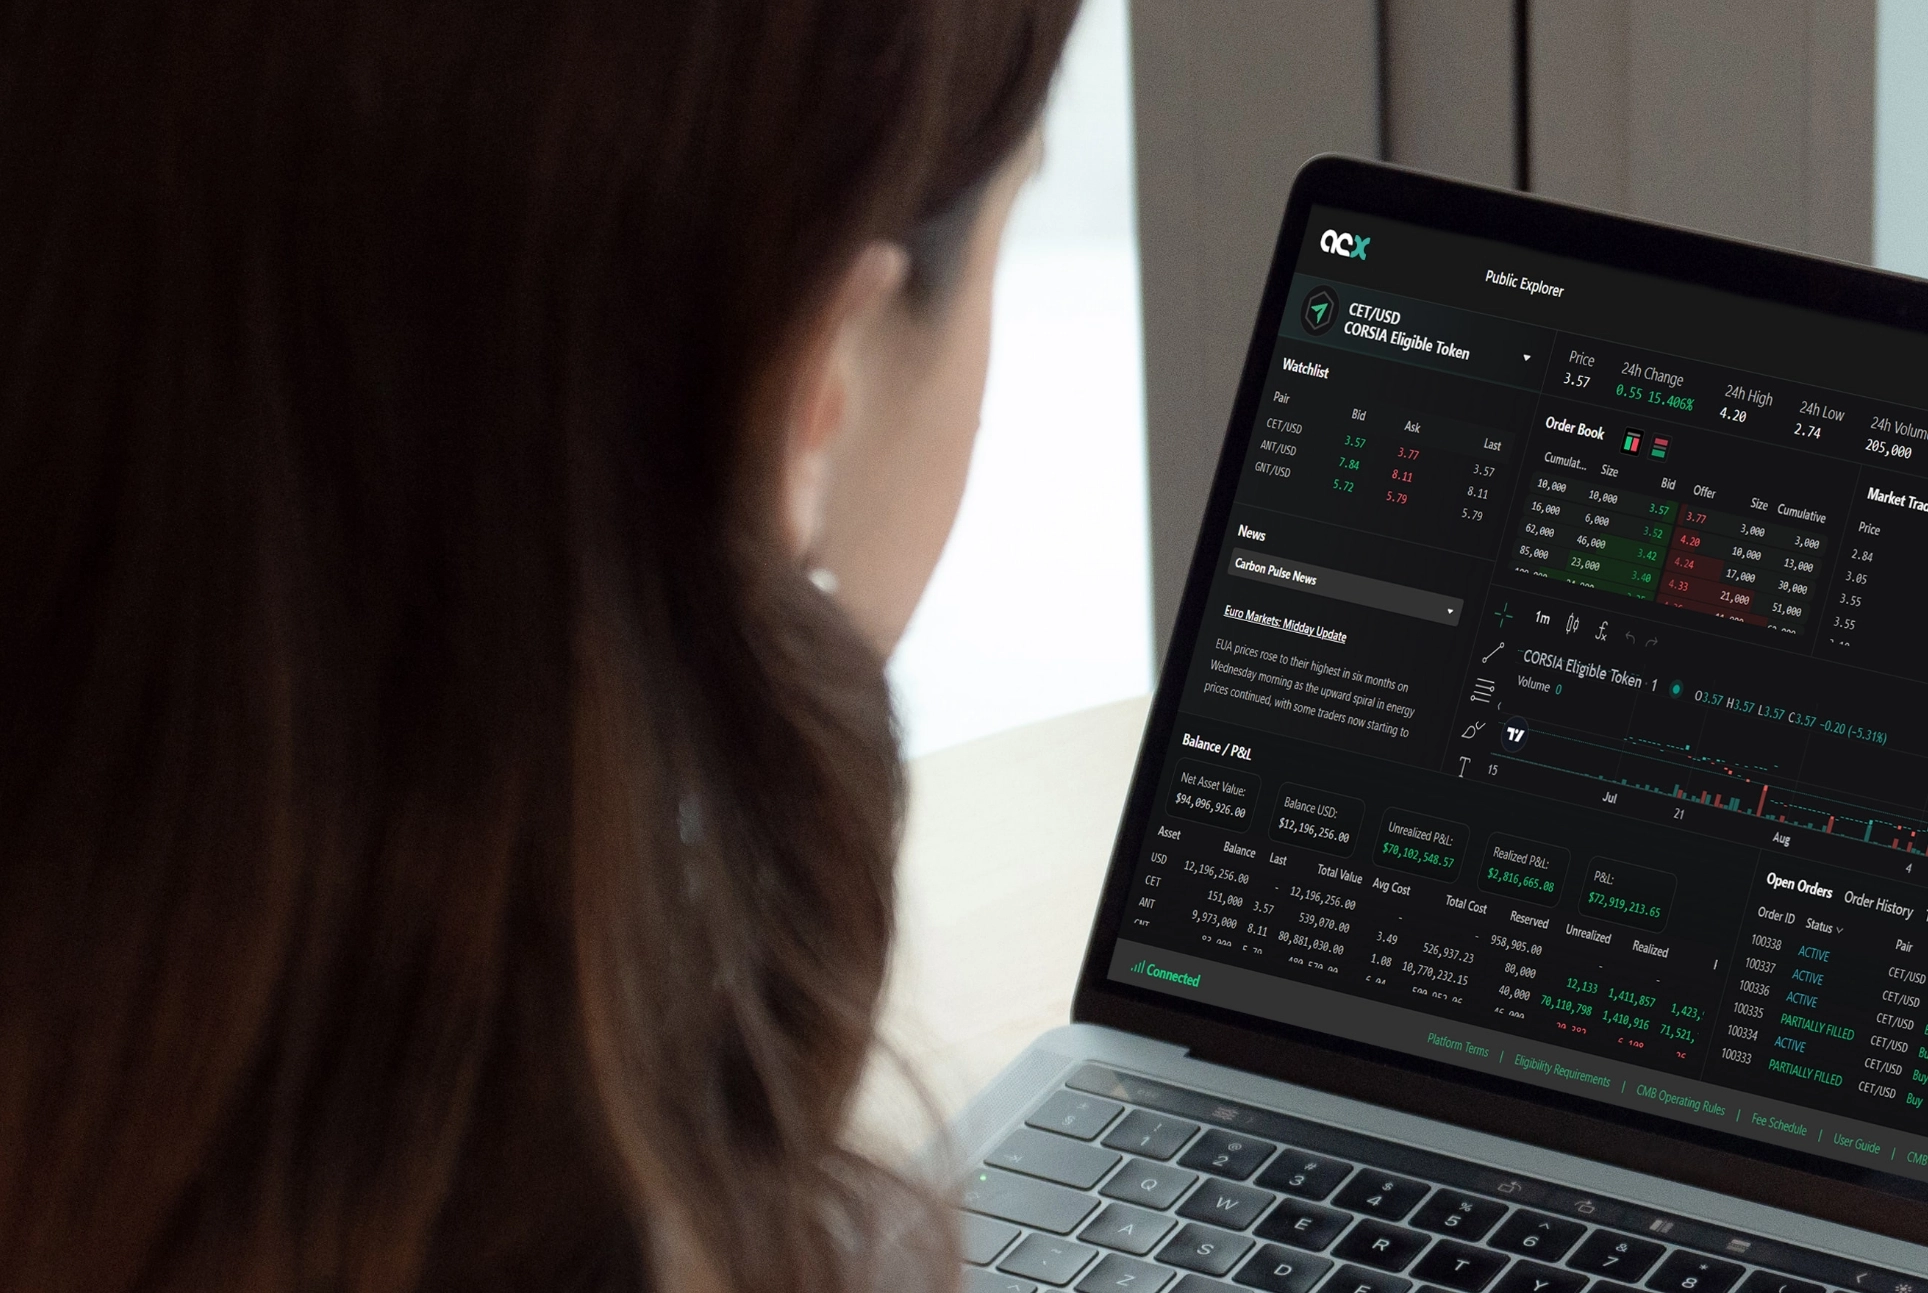 acx
Public Explorer
CET/USD
CORSIA Eligible Token
Price
3.57
24h Change
0.55 15.406%
24h High
4.20
24h Low
2.74
24h Volum
205,000
Watchlist
Pair Bid Ask Last
CET/USD 3.57 3.77 3.57
ANT/USD 7.84 8.11 8.11
GNT/USD 5.72 5.79 5.79
News
Carbon Pulse News
Euro Markets: Midday Update
EUA prices rose to their highest in six months on
Wednesday morning as the upward spiral in energy
prices continued, with some traders now starting to
Order Book
Cumulat... Size Bid Offer Size Cumulative
10,000 10,000 3.57 3.77 3,000 3,000
16,000 6,000 3.52 4.20 10,000 13,000
62,000 46,000 3.42 4.24 17,000 30,000
85,000 23,000 3.40 4.33 21,000 51,000
Market Trad
Price
2.84
3.05
3.55
3.55
1m
CORSIA Eligible Token · 1 O3.57 H3.57 L3.57 C3.57 −0.20 (−5.31%)
Volume 0
15 Jul 21 Aug 4
Balance / P&L
Net Asset Value:
$94,096,926.00
Balance USD:
$12,196,256.00
Unrealized P&L:
$70,102,548.57
Realized P&L:
$2,816,665.08
P&L:
$72,919,213.65
Asset Balance Last Total Value Avg Cost Total Cost Reserved Unrealized Realized
USD 12,196,256.00 - 12,196,256.00 - - 958,905.00 - -
CET 151,000 3.57 539,070.00 3.49 526,937.23 80,000 12,133 1,411,857 1,423,
ANT 9,973,000 8.11 80,881,030.00 1.08 10,770,232.15 40,000 70,110,798 1,410,916 71,521,
Open Orders Order History
Order ID Status Pair
100338 ACTIVE CET/USD
100337 ACTIVE CET/USD
100336 ACTIVE CET/USD
100335 PARTIALLY FILLED CET/USD Bu
100334 ACTIVE CET/USD Buy
100333 PARTIALLY FILLED CET/USD Buy
Connected
Platform Terms | Eligibility Requirements | CMB Operating Rules | Fee Schedule | User Guide | CMB
§ ! 1 @ 2 # 3 $ 4 % 5 ^ 6 & 7 * 8
Q W E R T Y
A S D F
Z